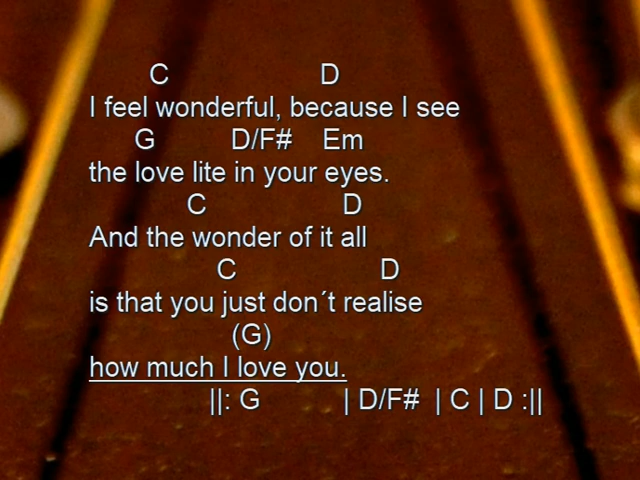 C D
I feel wonderful, because I see
G D/F# Em
the love lite in your eyes.
C D
And the wonder of it all
C D
is that you just don´t realise
(G)
how much I love you.
||: G | D/F# | C | D :||